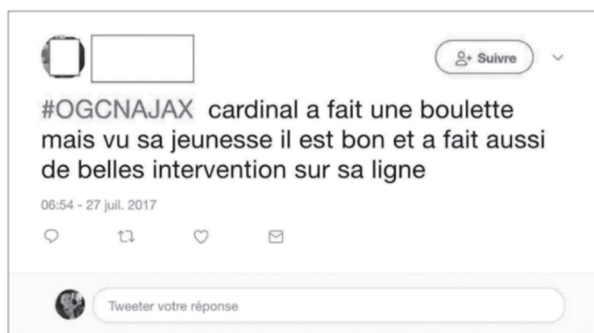 Suivre
#OGCNAJAX cardinal a fait une boulette
mais vu sa jeunesse il est bon et a fait aussi
de belles intervention sur sa ligne
06:54 - 27 juil. 2017
Tweeter votre réponse